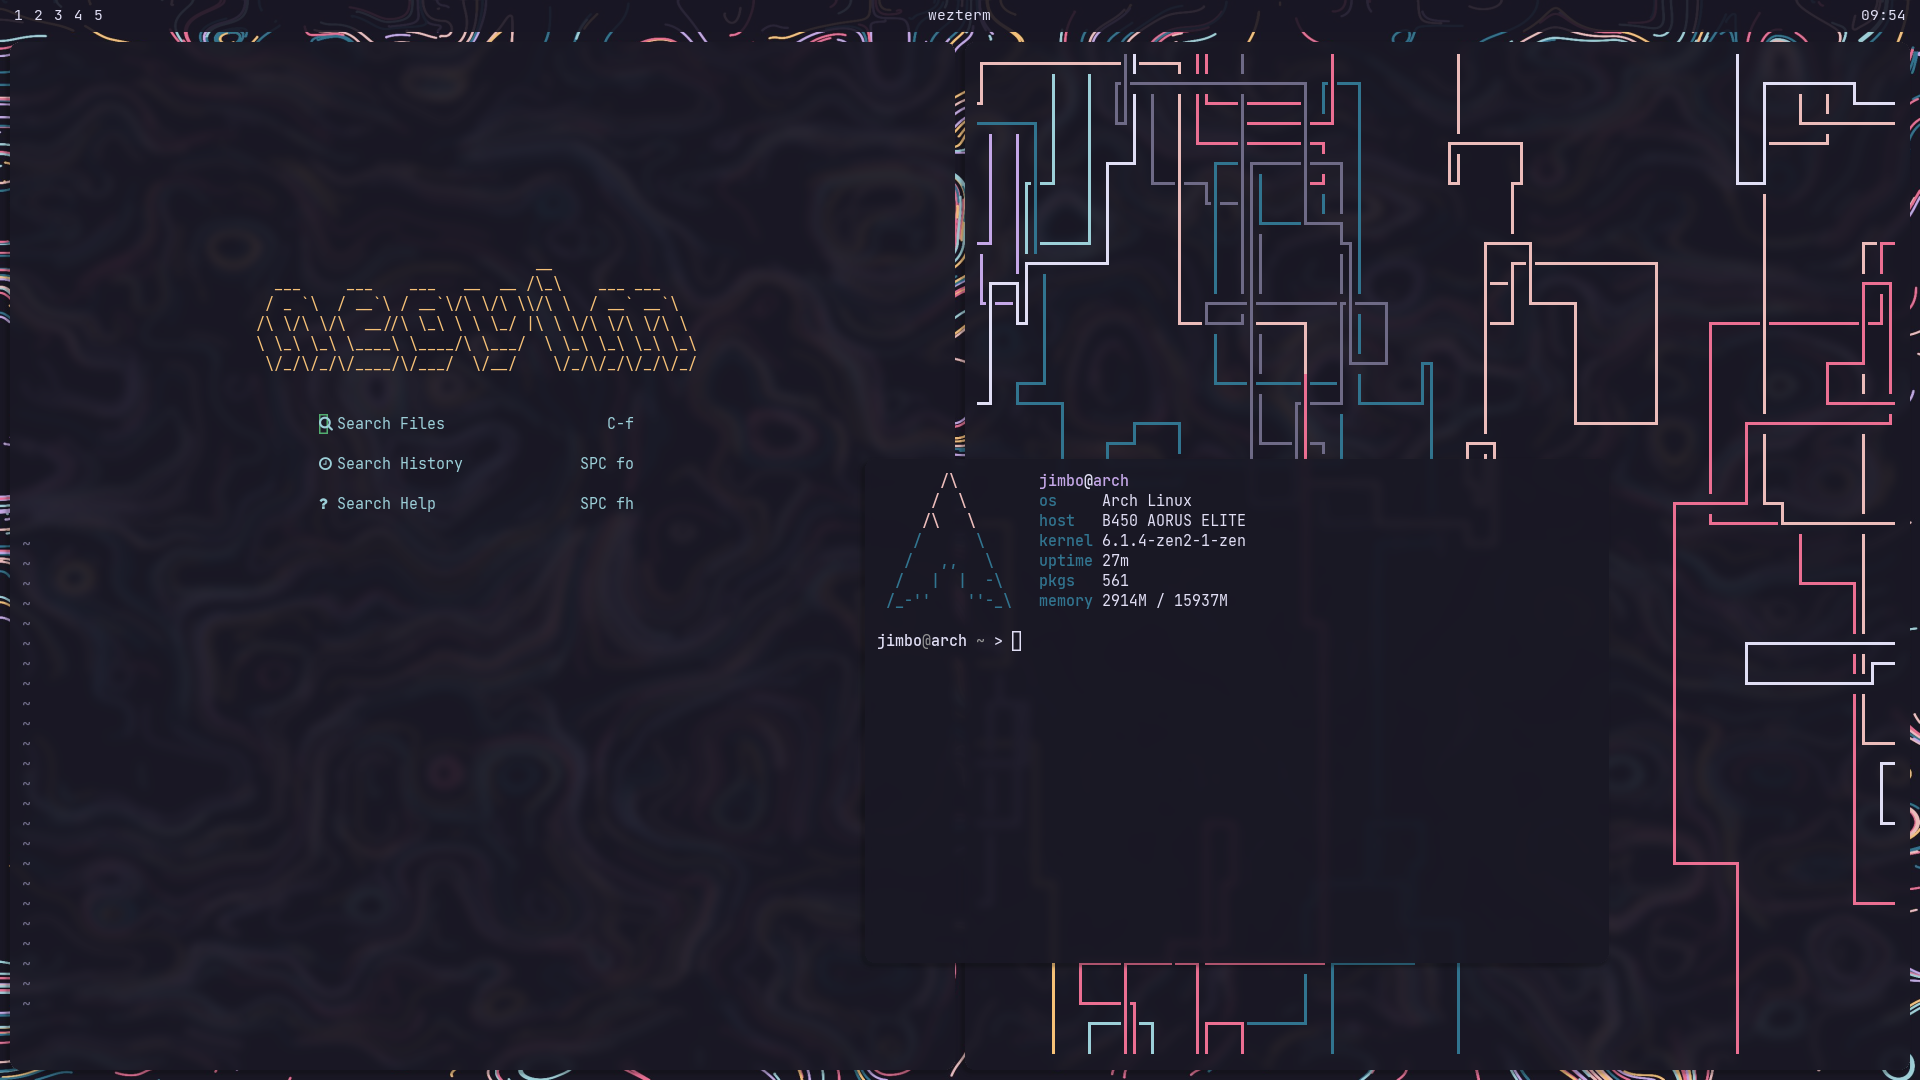 1 2 3 4 5
wezterm
09:54
neovim
Search Files C-f
Search History SPC fo
? Search Help SPC fh
jimbo@arch
os Arch Linux
host B450 AORUS ELITE
kernel 6.1.4-zen2-1-zen
uptime 27m
pkgs 561
memory 2914M / 15937M
jimbo@arch ~ >